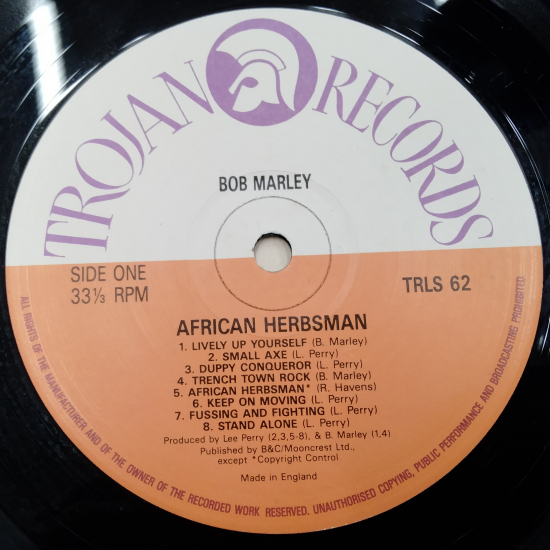 TROJAN RECORDS
BOB MARLEY
SIDE ONE
33⅓ RPM
TRLS 62
AFRICAN HERBSMAN
1. LIVELY UP YOURSELF (B. Marley)
2. SMALL AXE (L. Perry)
3. DUPPY CONQUEROR (L. Perry)
4. TRENCH TOWN ROCK (B. Marley)
5. AFRICAN HERBSMAN* (R. Havens)
6. KEEP ON MOVING (L. Perry)
7. FUSSING AND FIGHTING (L. Perry)
8. STAND ALONE (L. Perry)
Produced by Lee Perry (2,3,5-8), & B. Marley (1,4)
Published by B&C/Mooncrest Ltd.,
except *Copyright Control
Made in England
ALL RIGHTS OF THE MANUFACTURER AND OF THE OWNER OF THE RECORDED WORK RESERVED. UNAUTHORISED COPYING, PUBLIC PERFORMANCE AND BROADCASTING PROHIBITED.